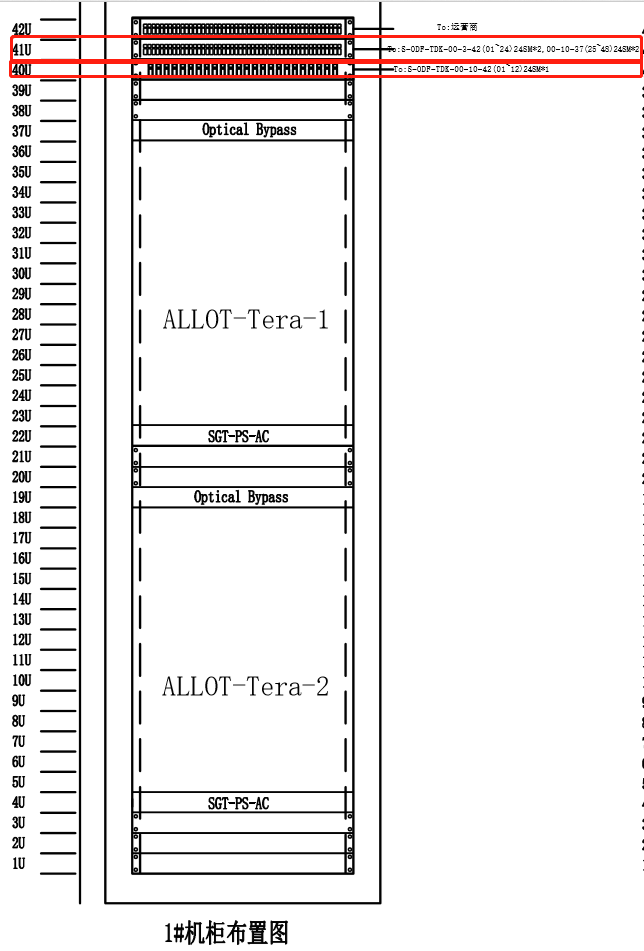 42U To:运营商
41U To:S-ODF-TDK-00-3-42(01~24)24SM*2,00-10-37(25~48)24SM*2
40U To:S-ODF-TDK-00-10-42(01~12)24SM*1
39U
38U
37U Optical Bypass
36U
35U
34U
33U
32U
31U
30U
29U
28U ALLOT-Tera-1
27U
26U
25U
24U
23U
22U SGT-PS-AC
21U
20U
19U Optical Bypass
18U
17U
16U
15U
14U
13U
12U
11U
10U ALLOT-Tera-2
9U
8U
7U
6U
5U
4U SGT-PS-AC
3U
2U
1U
1#机柜布置图